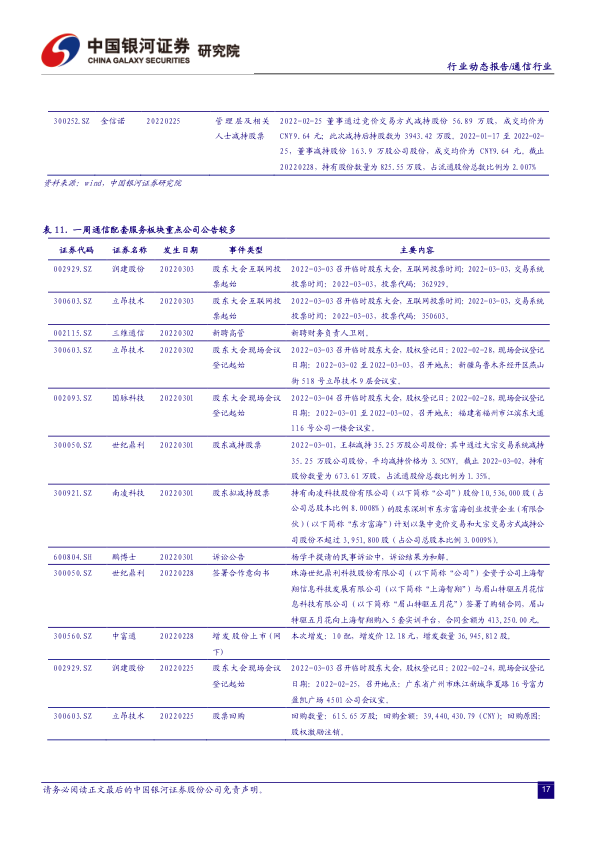 中国银河证券 研究院
CHINA GALAXY SECURITIES
行业动态报告/通信行业
300252.SZ 金信诺 20220225 管理层及相关 2022-02-25 董事通过竞价交易方式减持股份 56.89 万股，成交均价为
人士减持股票 CNY9.64 元；此次减持后持股数为 3943.42 万股。2022-01-17 至 2022-02-
25，董事减持股份 163.9 万股公司股份，成交均价为 CNY9.64 元。截止
20220228，持有股份数量为 825.55 万股，占流通股份总数比例为 2.007%
资料来源：wind，中国银河证券研究院
表 11. 一周通信配套服务板块重点公司公告较多
证券代码 证券名称 发生日期 事件类型 主要内容
002929.SZ 润建股份 20220303 股东大会互联网投 2022-03-03 召开临时股东大会，互联网投票时间：2022-03-03，交易系统
票起始 投票时间：2022-03-03，投票代码：362929。
300603.SZ 立昂技术 20220303 股东大会互联网投 2022-03-03 召开临时股东大会，互联网投票时间：2022-03-03，交易系统
票起始 投票时间：2022-03-03，投票代码：350603。
002115.SZ 三维通信 20220302 新聘高管 新聘财务负责人卫刚。
300603.SZ 立昂技术 20220302 股东大会现场会议 2022-03-03 召开临时股东大会，股权登记日：2022-02-28，现场会议登记
登记起始 日期：2022-03-02 至 2022-03-03，召开地点：新疆乌鲁木齐经开区燕山
街 518 号立昂技术 9 层会议室。
002093.SZ 国脉科技 20220301 股东大会现场会议 2022-03-04 召开临时股东大会，股权登记日：2022-02-28，现场会议登记
登记起始 日期：2022-03-01 至 2022-03-02，召开地点：福建省福州市江滨东大道
116 号公司一楼会议室。
300050.SZ 世纪鼎利 20220301 股东减持股票 2022-03-01，王耘减持 35.25 万股公司股份；其中通过大宗交易系统减持
35.25 万股公司股份，平均减持价格为 3.5CNY。截止 2022-03-02，持有
股份数量为 673.61 万股，占流通股份总数比例为 1.35%。
300921.SZ 南凌科技 20220301 股东拟减持股票 持有南凌科技股份有限公司（以下简称“公司”）股份 10,536,000 股（占
公司总股本比例 8.0008%）的股东深圳市东方富海创业投资企业（有限合
伙）（以下简称“东方富海”）计划以集中竞价交易和大宗交易方式减持公
司股份不超过 3,951,800 股（占公司总股本比例 3.0009%）。
600804.SH 鹏博士 20220301 诉讼公告 杨学平提请的民事诉讼中，诉讼结果为和解。
300050.SZ 世纪鼎利 20220228 签署合作意向书 珠海世纪鼎利科技股份有限公司（以下简称“公司”）全资子公司上海智
翔信息科技发展有限公司（以下简称“上海智翔”）与眉山特驱五月花信
息科技有限公司（以下简称“眉山特驱五月花”）签署了购销合同，眉山
特驱五月花向上海智翔购入 5 套实训平台，合同金额为 413,250.00 元。
300560.SZ 中富通 20220228 增发股份上市(网 本次增发：10 配，增发价 12.18 元，增发数量 36,945,812 股。
下)
002929.SZ 润建股份 20220225 股东大会现场会议 2022-03-03 召开临时股东大会，股权登记日：2022-02-24，现场会议登记
登记起始 日期：2022-02-25，召开地点：广东省广州市珠江新城华夏路 16 号富力
盈凯广场 4501 公司会议室。
300603.SZ 立昂技术 20220225 股票回购 回购数量：615.65 万股；回购金额：39,440,430.79 (CNY)；回购原因：
股权激励注销。
请务必阅读正文最后的中国银河证券股份公司免责声明。
17